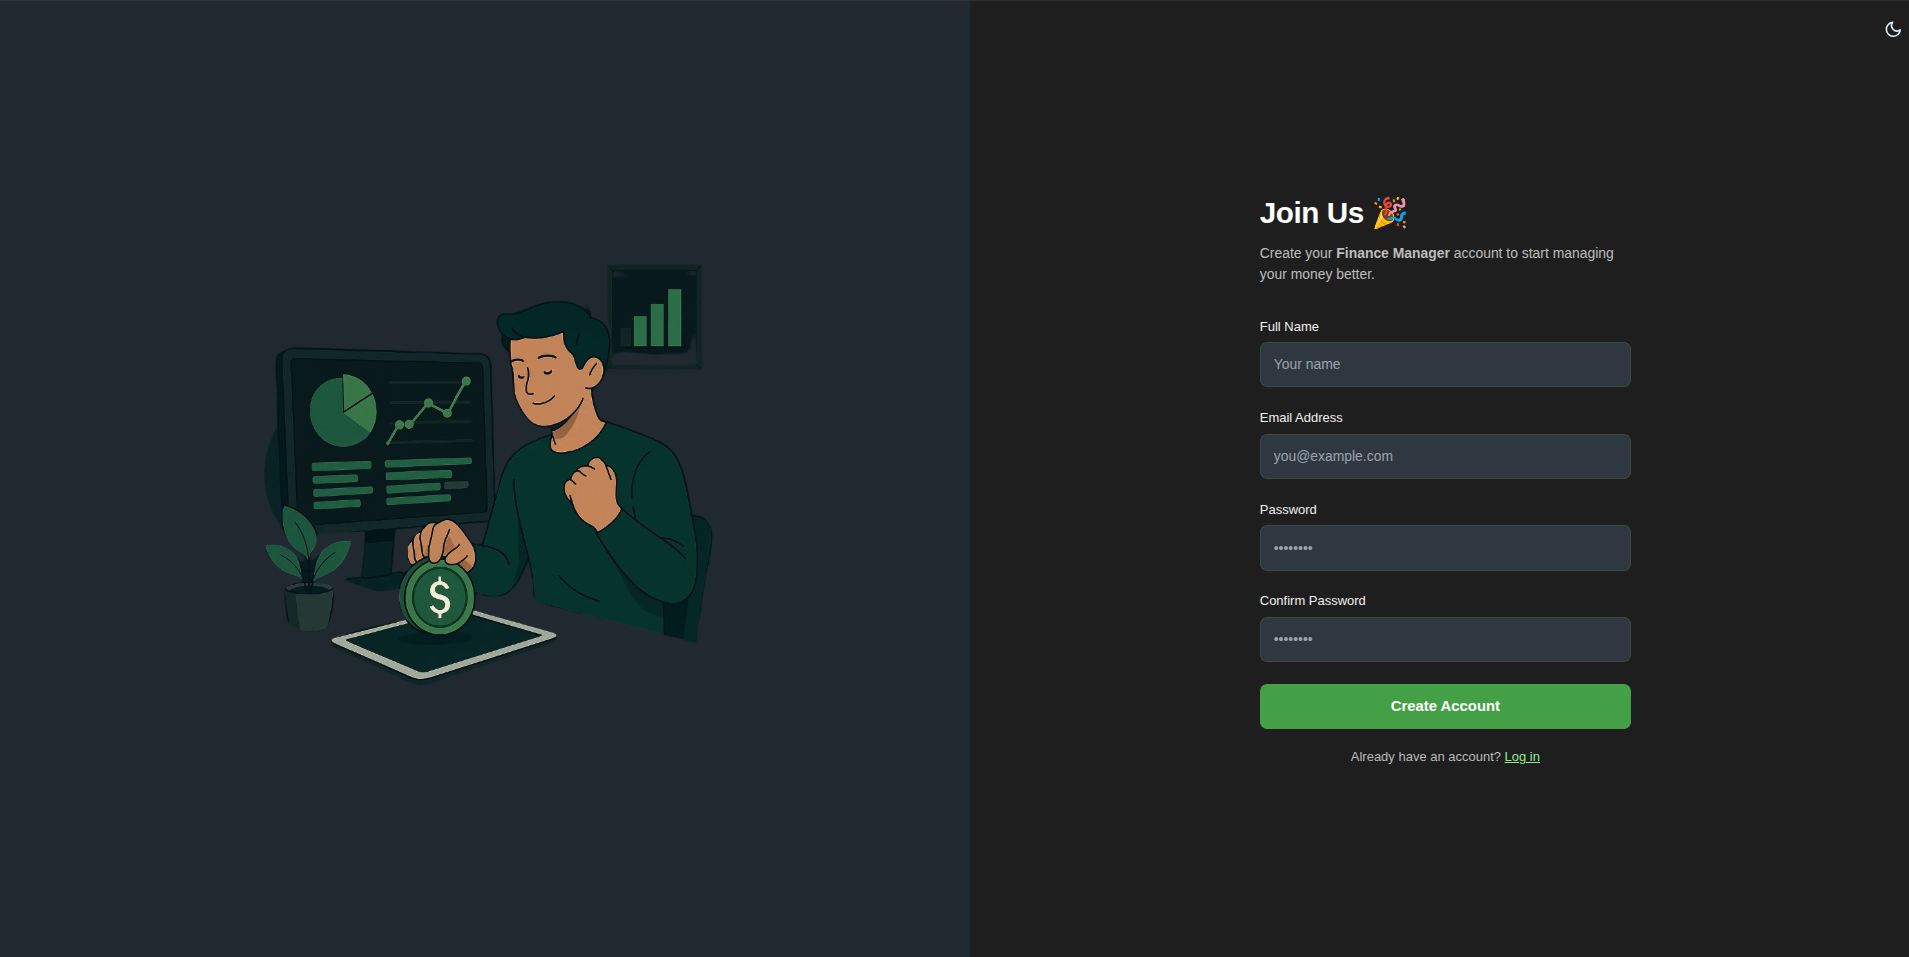 $
Join Us 🎉
Create your Finance Manager account to start managing
your money better.
Full Name
Your name
Email Address
you@example.com
Password
••••••••
Confirm Password
••••••••
Create Account
Already have an account? Log in